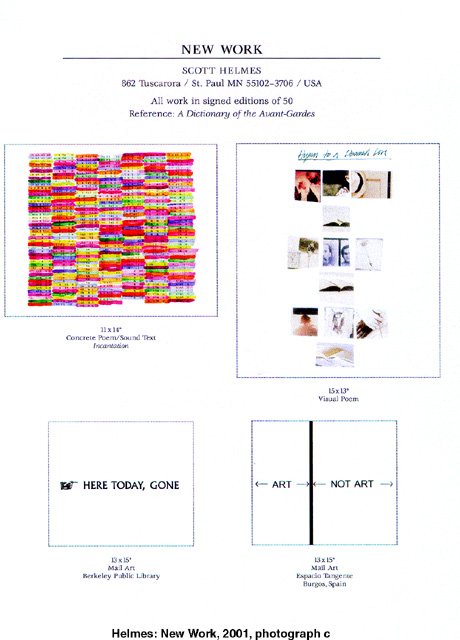 NEW WORK
SCOTT HELMES
862 Tuscarora / St. Paul MN 55102–3706 / USA
All work in signed editions of 50
Reference: A Dictionary of the Avant-Gardes
11 x 14"
Concrete Poem/Sound Text
Incantation
Hymn to a
15 x 13"
Visual Poem
HERE TODAY, GONE
13 x 15"
Mail Art
Berkeley Public Library
← ART → ← NOT ART →
13 x 15"
Mail Art
Espacio Tangente
Burgos, Spain
Helmes: New Work, 2001, photograph c